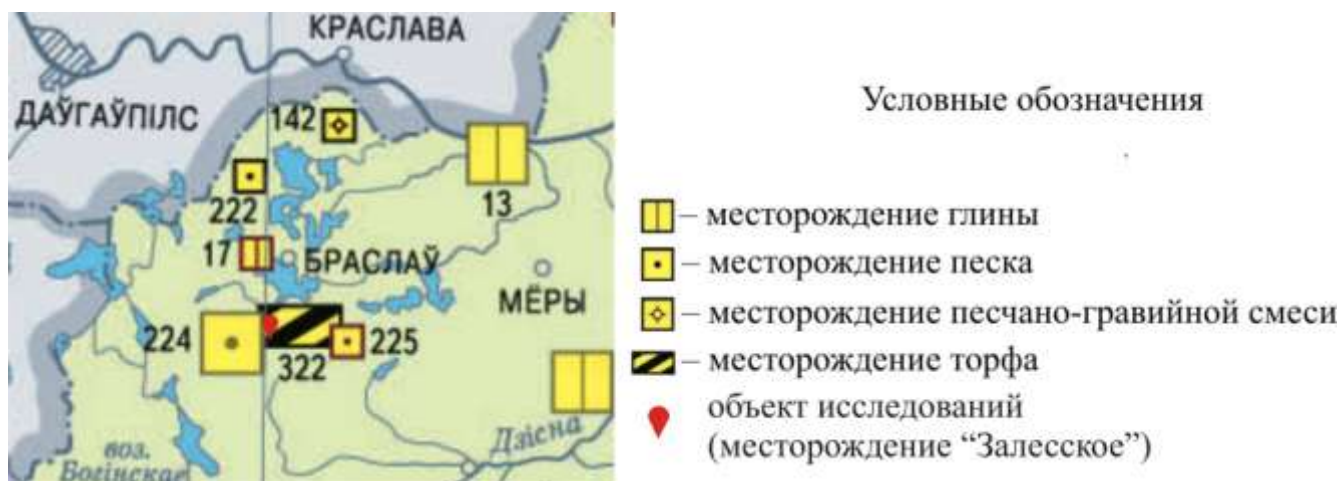 КРАСЛАВА
ДАЎГАЎПІЛС
142
222
13
17
БРАСЛАЎ
МЁРЫ
224
225
322
Дзісна
воз.
Богінскае
Условные обозначения
– месторождение глины
– месторождение песка
– месторождение песчано-гравийной смеси
– месторождение торфа
объект исследований
(месторождение “Залесское”)